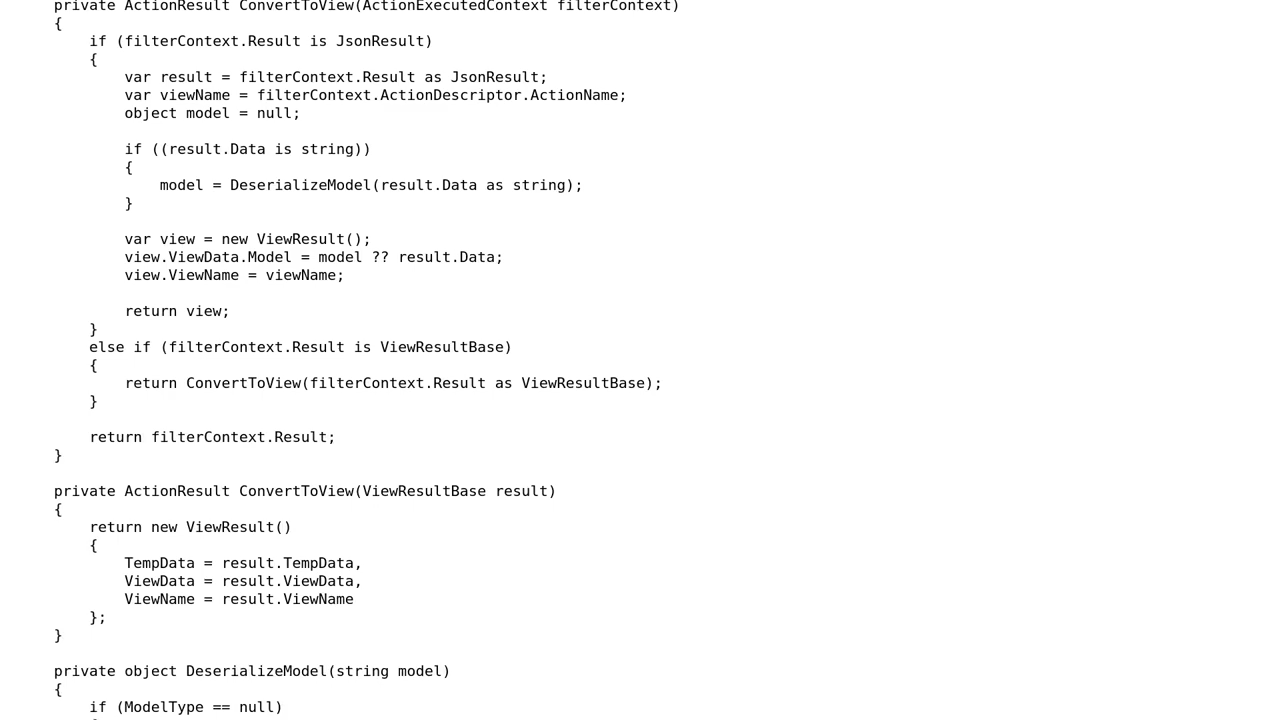 private ActionResult ConvertToView(ActionExecutedContext filterContext)
{
    if (filterContext.Result is JsonResult)
    {
        var result = filterContext.Result as JsonResult;
        var viewName = filterContext.ActionDescriptor.ActionName;
        object model = null;

        if ((result.Data is string))
        {
            model = DeserializeModel(result.Data as string);
        }

        var view = new ViewResult();
        view.ViewData.Model = model ?? result.Data;
        view.ViewName = viewName;

        return view;
    }
    else if (filterContext.Result is ViewResultBase)
    {
        return ConvertToView(filterContext.Result as ViewResultBase);
    }

    return filterContext.Result;
}

private ActionResult ConvertToView(ViewResultBase result)
{
    return new ViewResult()
    {
        TempData = result.TempData,
        ViewData = result.ViewData,
        ViewName = result.ViewName
    };
}

private object DeserializeModel(string model)
{
    if (ModelType == null)
    {